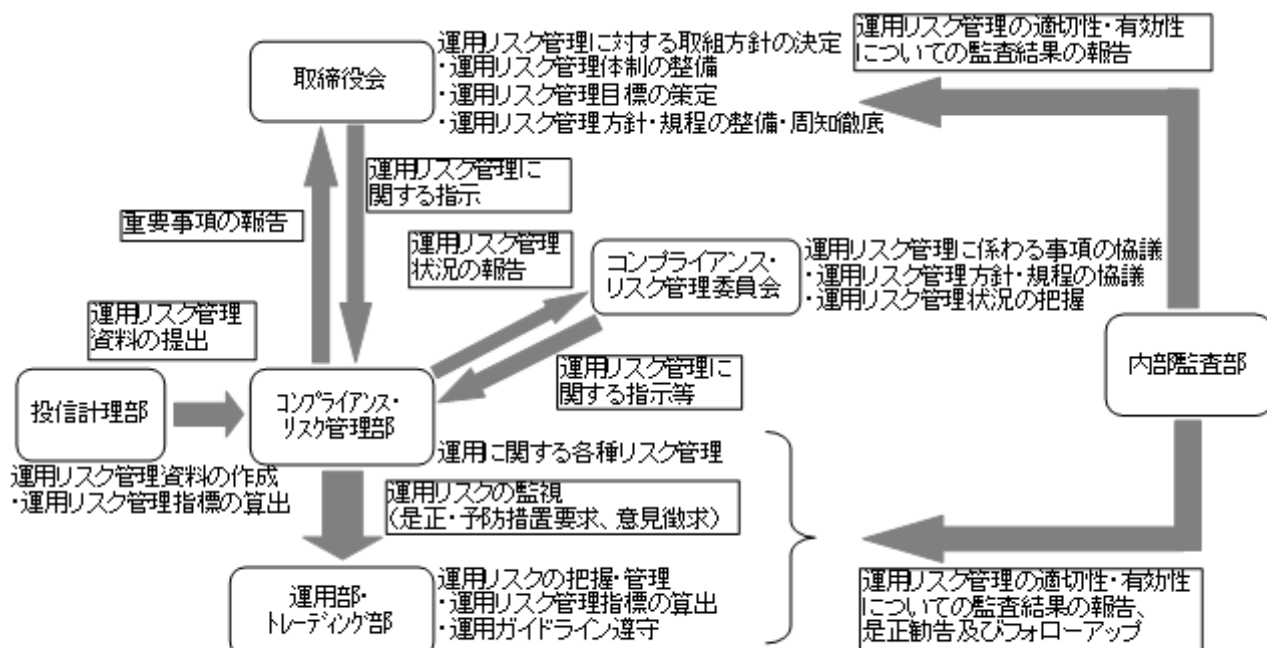 運用リスク管理に対する取組方針の決定
・運用リスク管理体制の整備
・運用リスク管理目標の策定
・運用リスク管理方針・規程の整備・周知徹底
取締役会
運用リスク管理の適切性・有効性
についての監査結果の報告
運用リスク管理に
関する指示
重要事項の報告
運用リスク管理
状況の報告
コンプライアンス・
リスク管理委員会
運用リスク管理に係わる事項の協議
・運用リスク管理方針・規程の協議
・運用リスク管理状況の把握
運用リスク管理
資料の提出
内部監査部
運用リスク管理に
関する指示等
投信計理部
コンプライアンス・
リスク管理部
運用に関する各種リスク管理
運用リスク管理資料の作成
・運用リスク管理指標の算出
運用リスクの監視
（是正・予防措置要求、意見徴求）
運用部・
トレーディング部
運用リスクの把握・管理
・運用リスク管理指標の算出
・運用ガイドライン遵守
運用リスク管理の適切性・有効性
についての監査結果の報告、
是正勧告及びフォローアップ